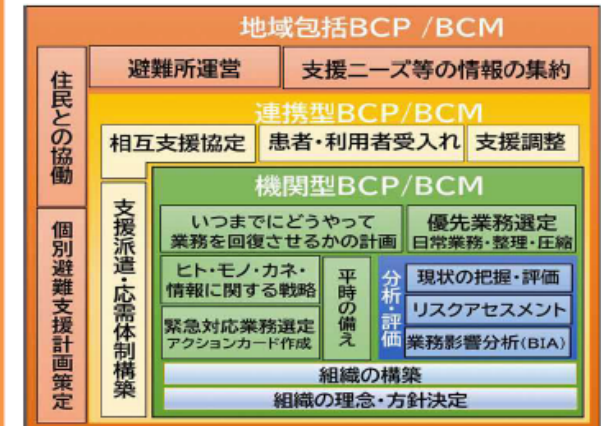 地域包括BCP /BCM
住民との協働
避難所運営
支援ニーズ等の情報の集約
連携型BCP/BCM
相互支援協定
患者・利用者受入れ
支援調整
機関型BCP/BCM
個別避難支援計画策定
支援派遣・応需体制構築
いつまでにどうやって
業務を回復させるかの計画
優先業務選定
日常業務・整理・圧縮
ヒト・モノ・カネ・
情報に関する戦略
緊急対応業務選定
アクションカード作成
平時の備え
分析・評価
現状の把握・評価
リスクアセスメント
業務影響分析(BIA)
組織の構築
組織の理念・方針決定